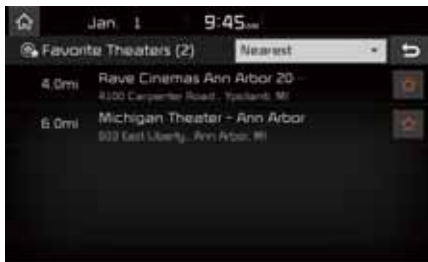 Jan. 1 9:45
Favorite Theaters (2) Nearest
4.0mi Rave Cinemas Ann Arbor 20
4100 Carpenter Road, Ypsilanti, MI
6.0mi Michigan Theater - Ann Arbor
603 East Liberty, Ann Arbor, MI